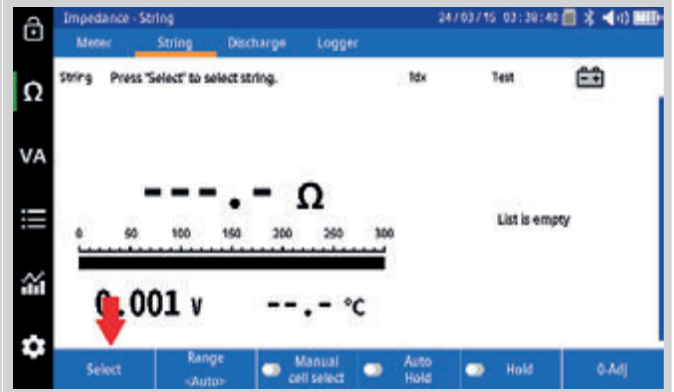 Impedance - String 24/03/15 03:39:40
Meter String Discharge Logger
String Press "Select" to select string. Idx Test
Ω
VA
---.- Ω
List is empty
0 50 100 150 200 250 300
0.001 V --.- °C
Select Range <Auto> Manual cell select Auto Hold Hold 0-Adj